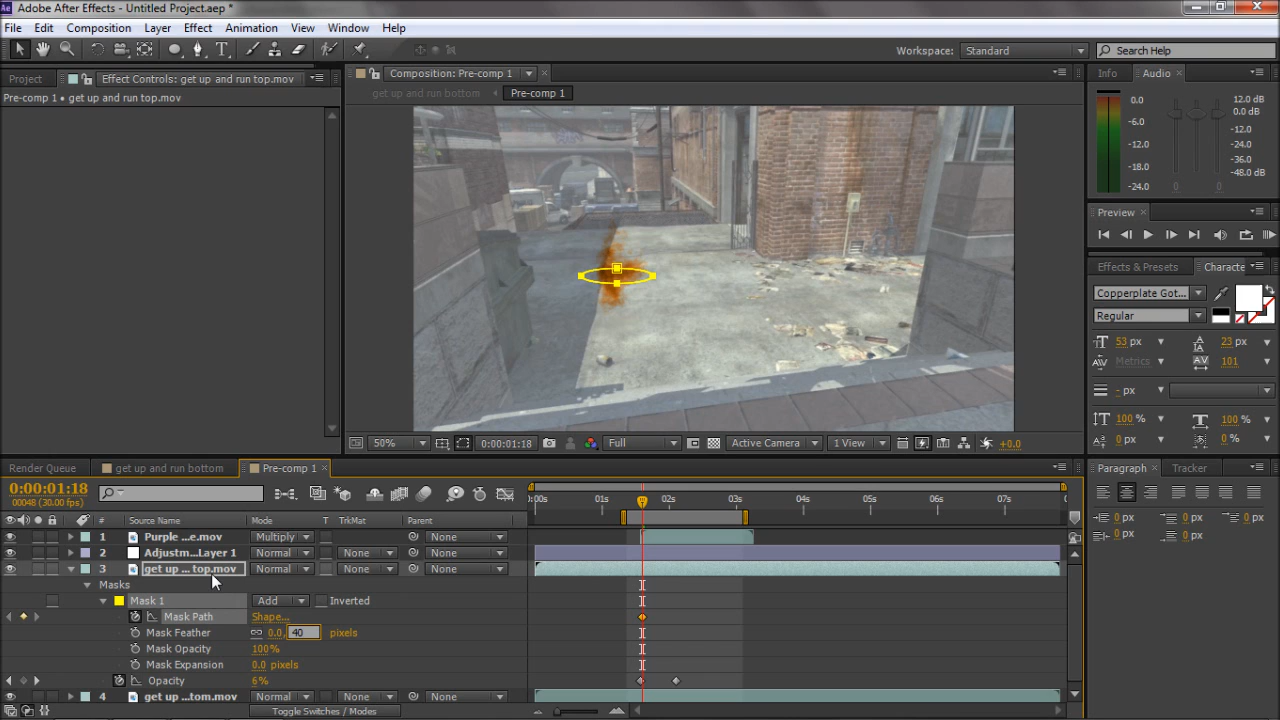 Adobe After Effects - Untitled Project.aep *
File Edit Composition Layer Effect Animation View Window Help
Workspace: Standard Search Help
Project Effect Controls: get up and run top.mov
Pre-comp 1 • get up and run top.mov
Composition: Pre-comp 1
get up and run bottom Pre-comp 1
50% 0:00:01:18 Full Active Camera 1 View +0.0
Info Audio
0.0 12.0 dB
0.0 dB
-6.0
-12.0 -12.0
-24.0
-18.0 -36.0
-24.0 -48.0 dB
0 0
Preview
Effects & Presets Characte
Copperplate Got...
Regular
53 px 23 px
Metrics 101
- px
100 % 100 %
0 px 0 %
Paragraph Tracker
0 px 0 px 0 px
0 px 0 px
Render Queue get up and run bottom Pre-comp 1
0:00:01:18
00048 (30.00 fps)
:00s 01s 02s 03s 04s 05s 06s 07s
# Source Name Mode T TrkMat Parent
1 Purple ...e.mov Multiply None
2 Adjustm...Layer 1 Normal None None
3 get up ... top.mov Normal None None
Masks
Mask 1 Add Inverted
Mask Path Shape...
Mask Feather 0.0, 40 pixels
Mask Opacity 100%
Mask Expansion 0.0 pixels
Opacity 6%
4 get up ...tom.mov Normal None None
Toggle Switches / Modes